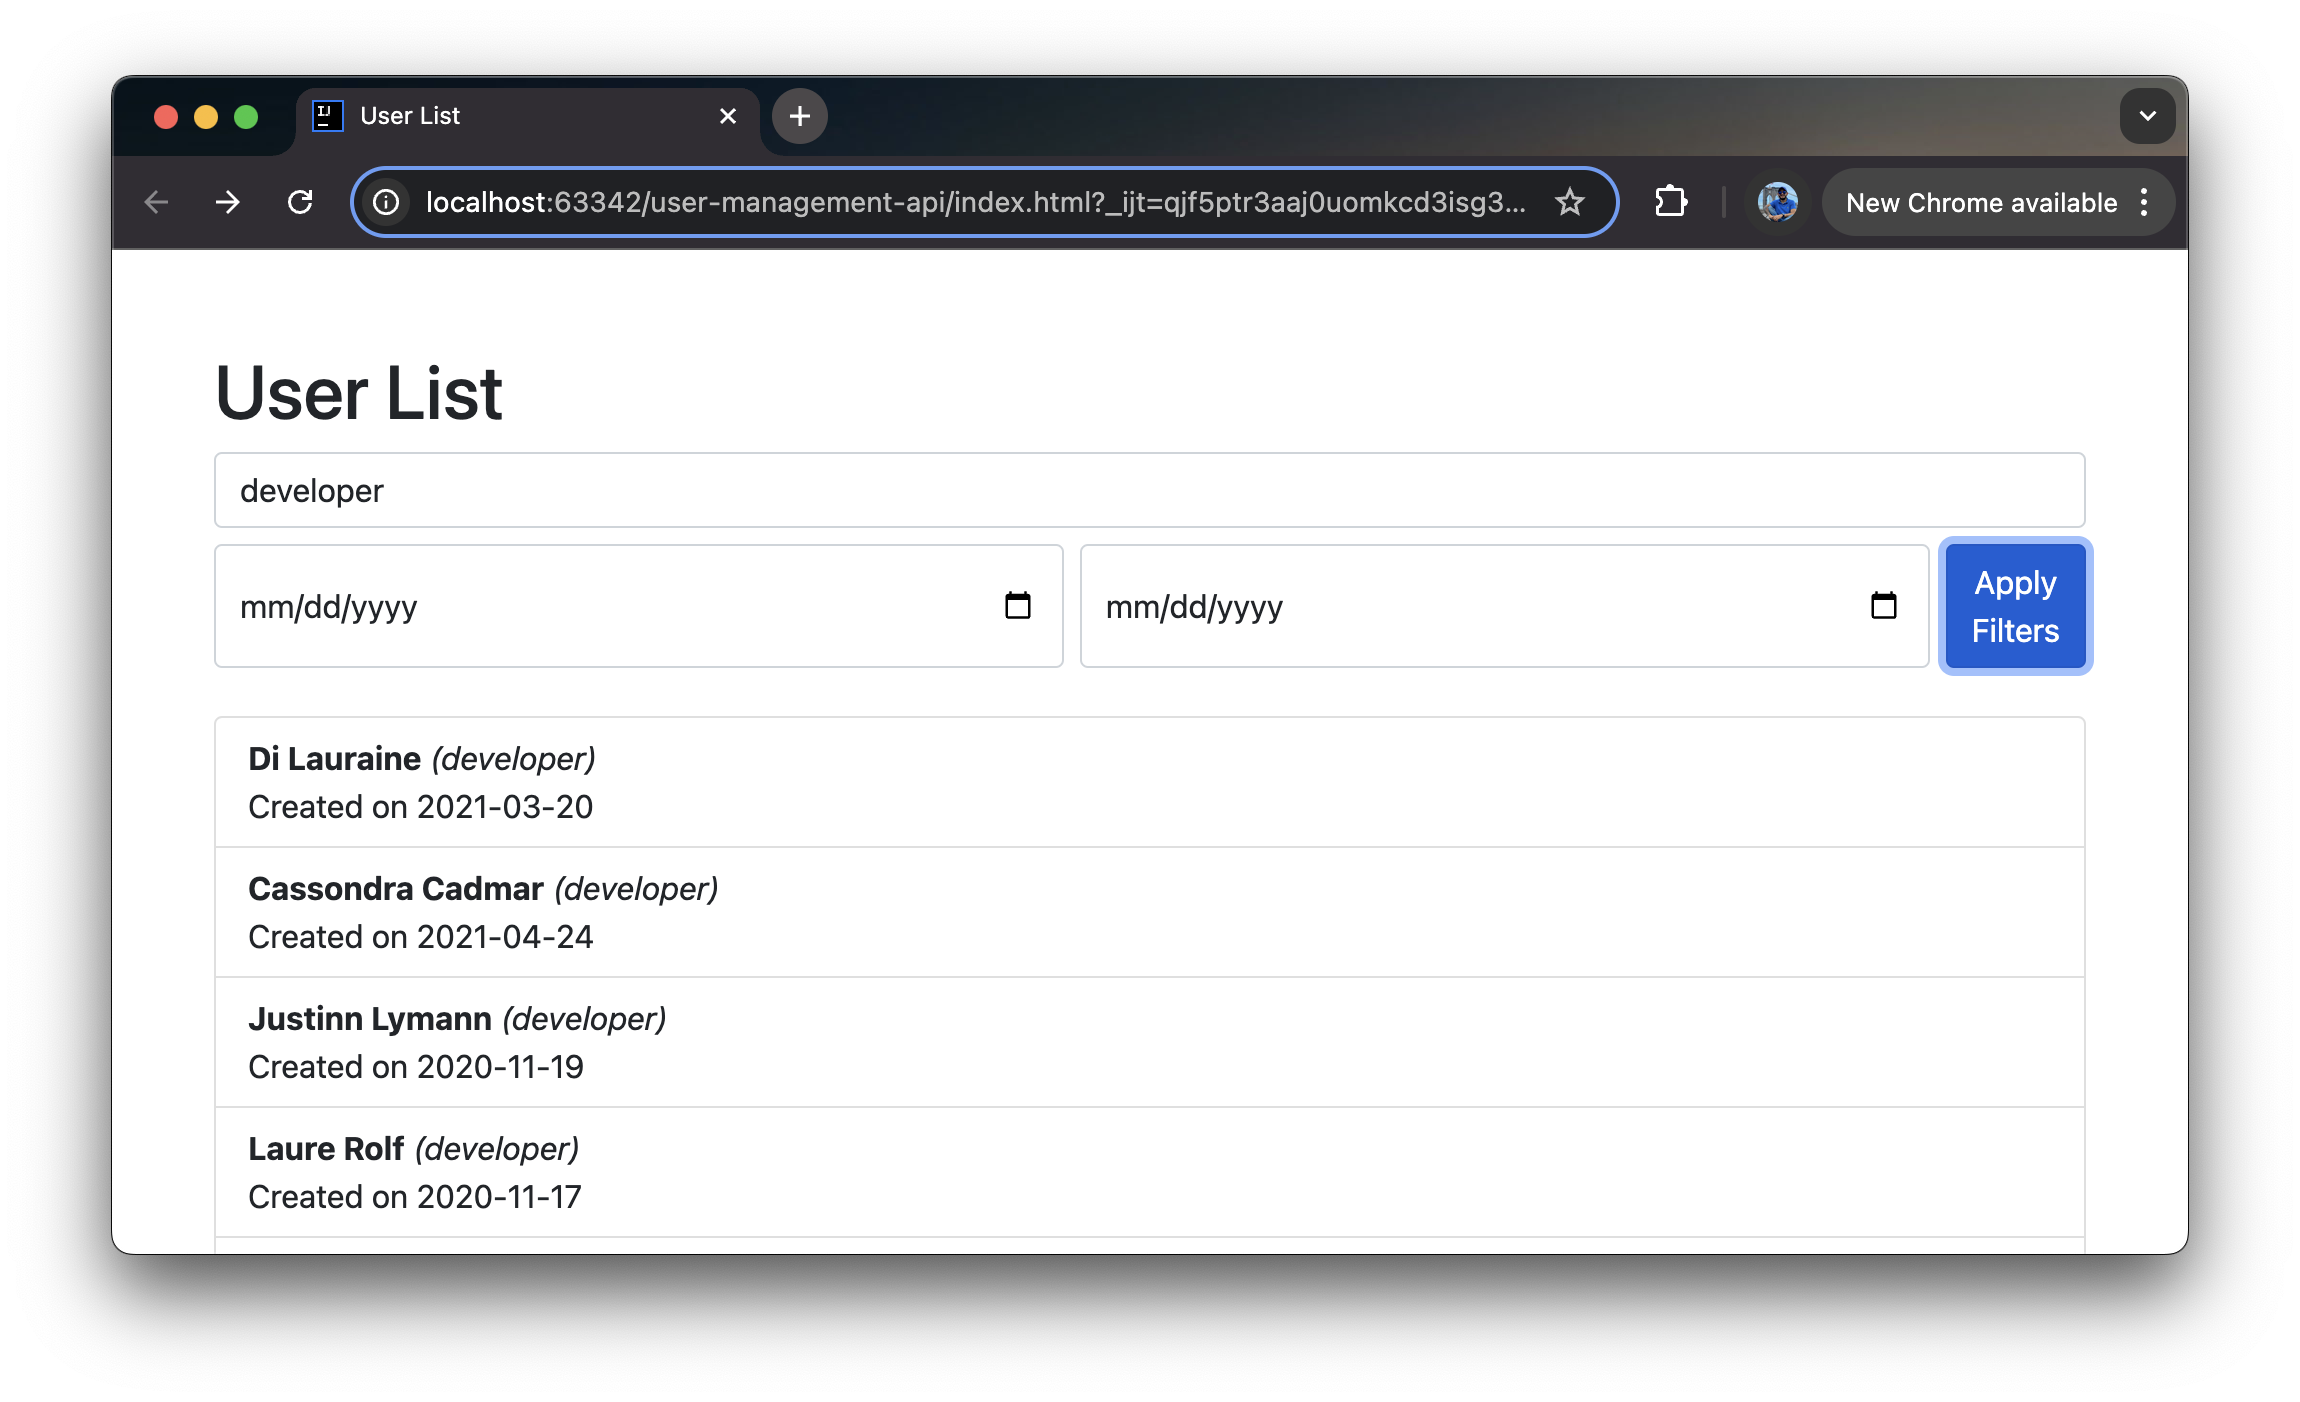 User List
localhost:63342/user-management-api/index.html?_ijt=qjf5ptr3aaj0uomkcd3isg3...
New Chrome available
User List
developer
mm/dd/yyyy
mm/dd/yyyy
Apply
Filters
Di Lauraine (developer)
Created on 2021-03-20
Cassondra Cadmar (developer)
Created on 2021-04-24
Justinn Lymann (developer)
Created on 2020-11-19
Laure Rolf (developer)
Created on 2020-11-17